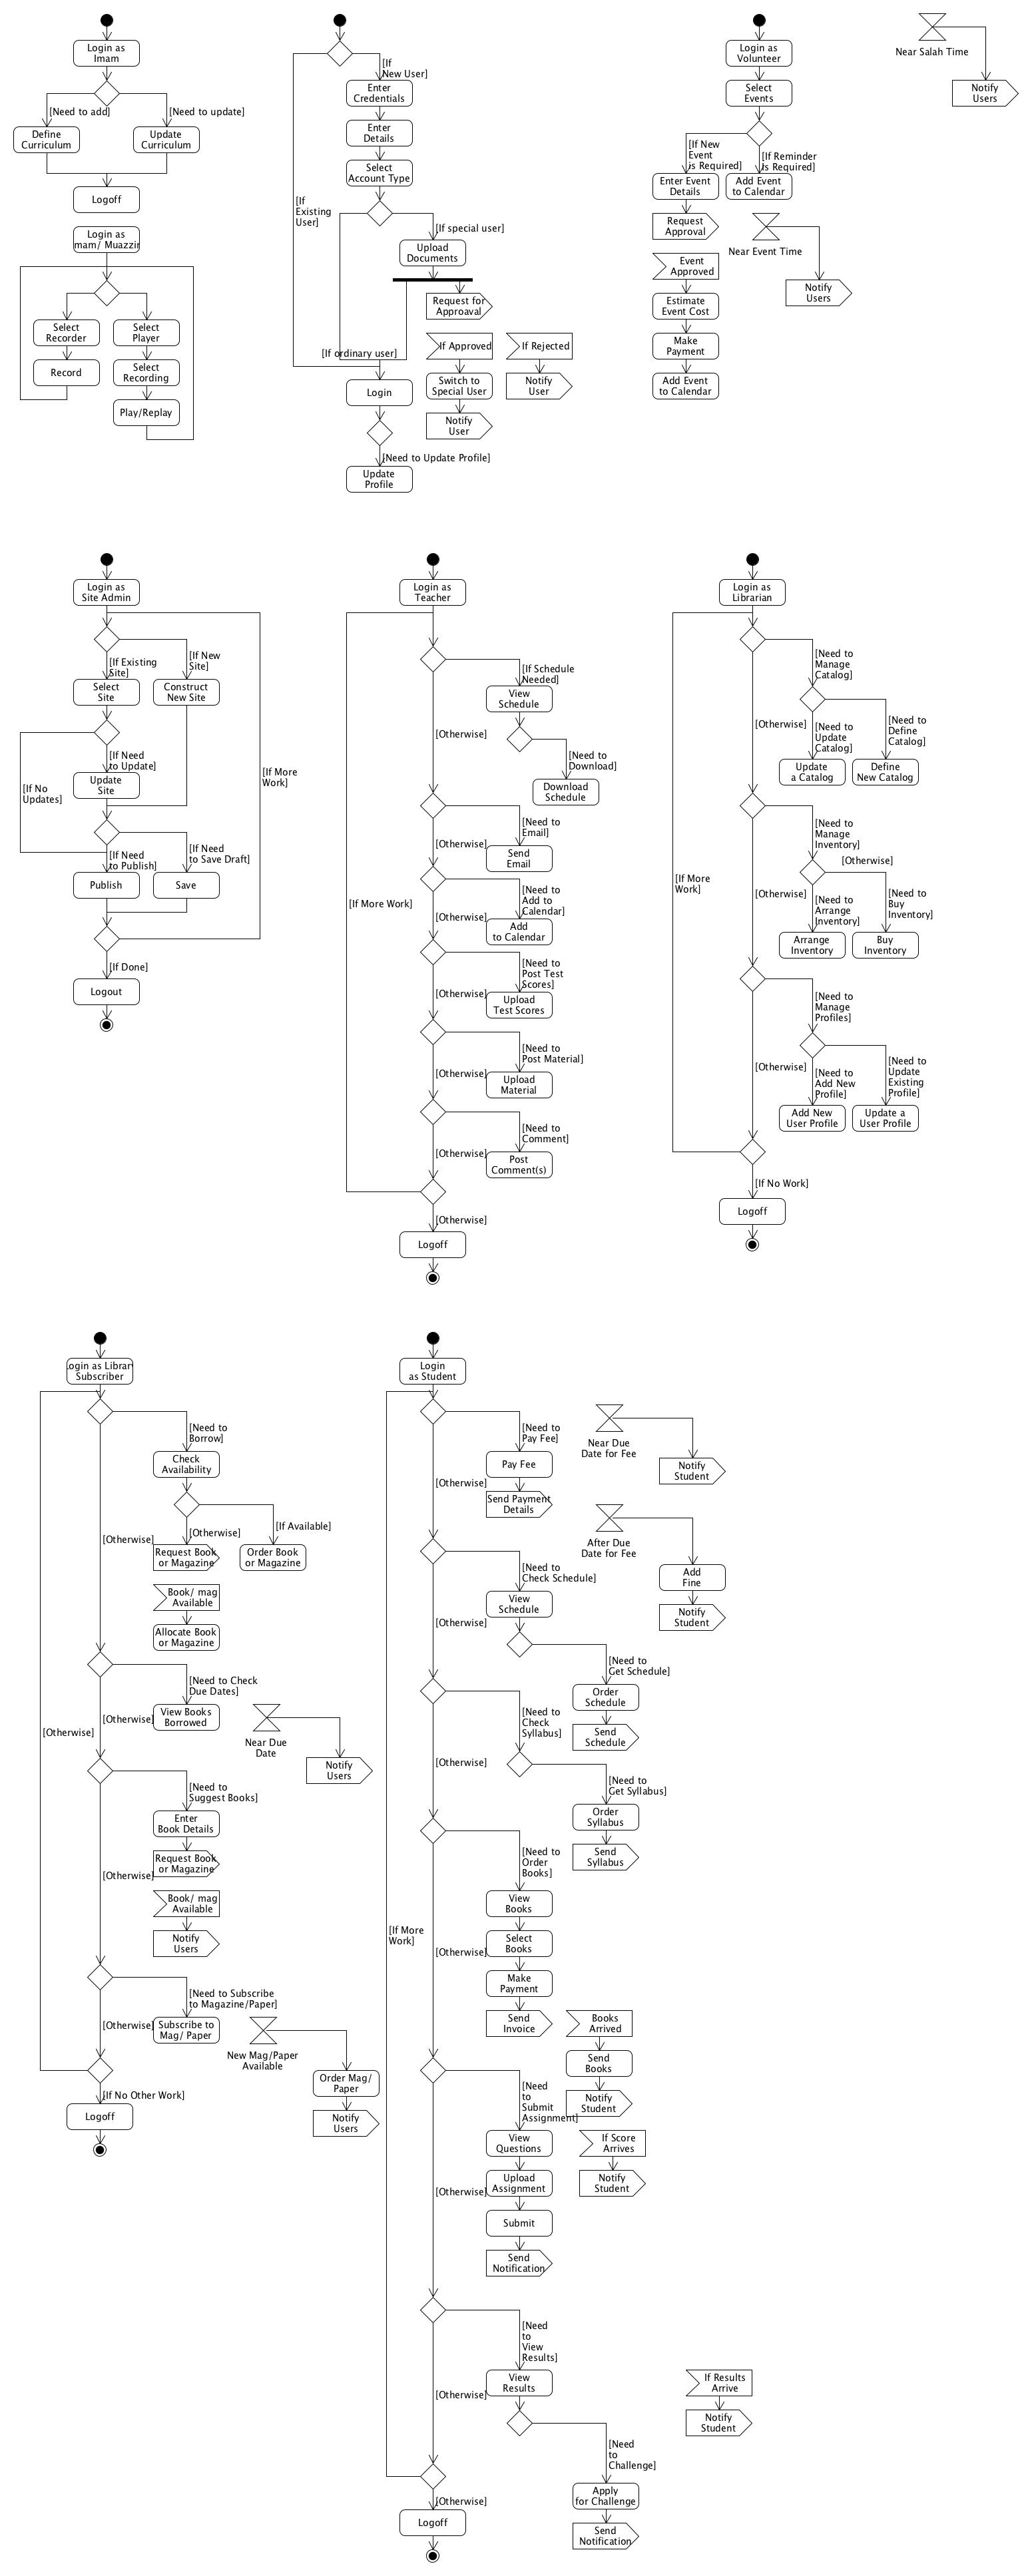 Login as
Imam
[Need to add]
[Need to update]
Define
Curriculum
Update
Curriculum
Logoff
Login as
mam/ Muazzir
Select
Recorder
Select
Player
Record
Select
Recording
Play/Replay
[If
New User]
Enter
Credentials
Enter
Details
Select
Account Type
[If
Existing
User]
[If special user]
Upload
Documents
Request for
Approaval
[If ordinary user]
If Approved
If Rejected
Login
Switch to
Special User
Notify
User
Notify
User
[Need to Update Profile]
Update
Profile
Login as
Volunteer
Select
Events
[If New
Event
is Required]
[If Reminder
Is Required]
Enter Event
Details
Add Event
to Calendar
Request
Approval
Near Event Time
Event
Approved
Notify
Users
Estimate
Event Cost
Make
Payment
Add Event
to Calendar
Near Salah Time
Notify
Users
Login as
Site Admin
[If Existing
Site]
[If New
Site]
Select
Site
Construct
New Site
[If Need
to Update]
[If No
Updates]
Update
Site
[If More
Work]
[If Need
to Publish]
[If Need
to Save Draft]
Publish
Save
[If Done]
Logout
Login as
Teacher
[If Schedule
Needed]
View
Schedule
[Otherwise]
[Need to
Download]
Download
Schedule
[Need to
Email]
[Otherwise]
Send
Email
[If More Work]
[Need to
Add to
Calendar]
[Otherwise]
Add
to Calendar
[Need to
Post Test
Scores]
[Otherwise]
Upload
Test Scores
[Need to
Post Material]
[Otherwise]
Upload
Material
[Need to
Comment]
[Otherwise]
Post
Comment(s)
[Otherwise]
Logoff
Login as
Librarian
[Need to
Manage
Catalog]
[Otherwise]
[Need to
Update
Catalog]
[Need to
Define
Catalog]
Update
a Catalog
Define
New Catalog
[Need to
Manage
Inventory]
[Otherwise]
[If More
Work]
[Otherwise]
[Need to
Arrange
Inventory]
[Need to
Buy
Inventory]
Arrange
Inventory
Buy
Inventory
[Need to
Manage
Profiles]
[Otherwise]
[Need to
Add New
Profile]
[Need to
Update
Existing
Profile]
Add New
User Profile
Update a
User Profile
[If No Work]
Logoff
ogin as Librar
Subscriber
[Need to
Borrow]
Check
Availability
[Otherwise]
[Otherwise]
[If Available]
Request Book
or Magazine
Order Book
or Magazine
Book/ mag
Available
Allocate Book
or Magazine
[Need to Check
Due Dates]
[Otherwise]
[Otherwise]
View Books
Borrowed
Near Due
Date
Notify
Users
[Need to
Suggest Books]
Enter
Book Details
[Otherwise]
Request Book
or Magazine
Book/ mag
Available
Notify
Users
[Need to Subscribe
to Magazine/Paper]
[Otherwise]
Subscribe to
Mag/ Paper
New Mag/Paper
Available
Order Mag/
Paper
Notify
Users
[If No Other Work]
Logoff
Login
as Student
[Need to
Pay Fee]
Pay Fee
[Otherwise]
Send Payment
Details
Near Due
Date for Fee
Notify
Student
After Due
Date for Fee
Add
Fine
Notify
Student
[Need to
Check Schedule]
View
Schedule
[Otherwise]
[Need to
Get Schedule]
Order
Schedule
Send
Schedule
[Need to
Check
Syllabus]
[Otherwise]
[Need to
Get Syllabus]
Order
Syllabus
Send
Syllabus
[Need to
Order
Books]
View
Books
[If More
Work]
[Otherwise]
Select
Books
Make
Payment
Send
Invoice
Books
Arrived
Send
Books
Notify
Student
[Need
to
Submit
Assignment]
View
Questions
If Score
Arrives
Notify
Student
[Otherwise]
Upload
Assignment
Submit
Send
Notification
[Need
to
View
Results]
[Otherwise]
View
Results
If Results
Arrive
Notify
Student
[Need
to
Challenge]
Apply
for Challenge
Send
Notification
[Otherwise]
Logoff